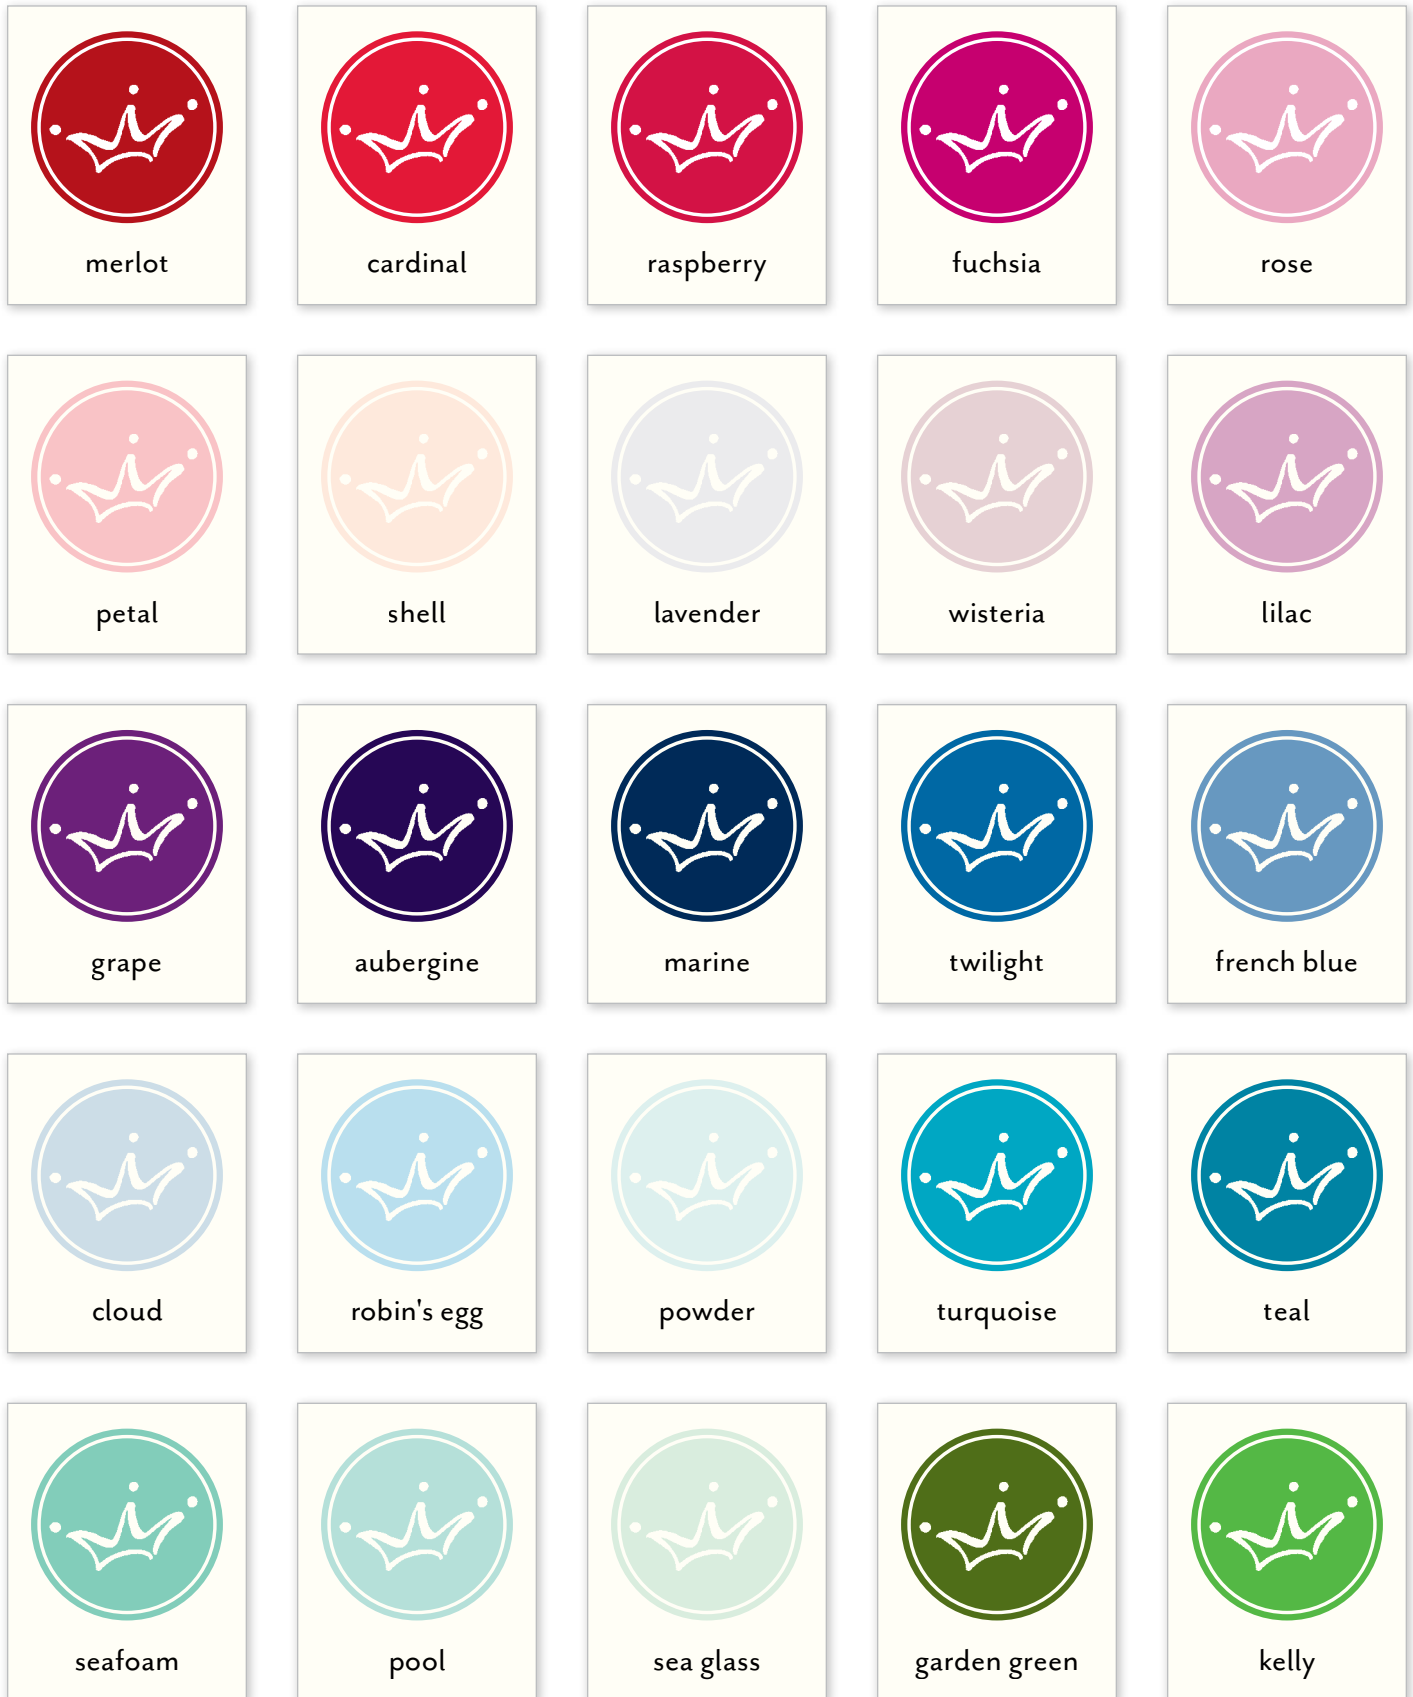 merlot
cardinal
raspberry
fuchsia
rose
petal
shell
lavender
wisteria
lilac
grape
aubergine
marine
twilight
french blue
cloud
robin's egg
powder
turquoise
teal
seafoam
pool
sea glass
garden green
kelly